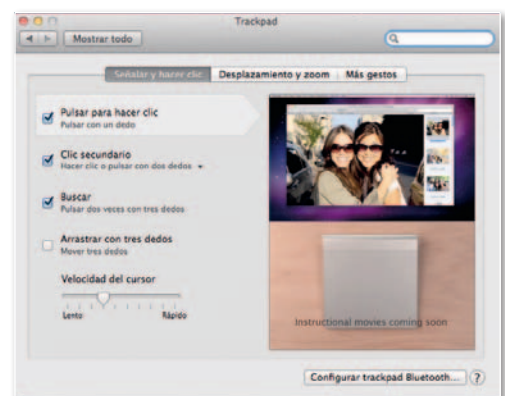 Trackpad
Mostrar todo
Señalar y hacer clic Desplazamiento y zoom Más gestos
Pulsar para hacer clic
Pulsar con un dedo
Clic secundario
Hacer clic o pulsar con dos dedos
Buscar
Pulsar dos veces con tres dedos
Arrastrar con tres dedos
Mover tres dedos
Velocidad del cursor
Lento Rápido
Instructional movies coming soon
Configurar trackpad Bluetooth... ?